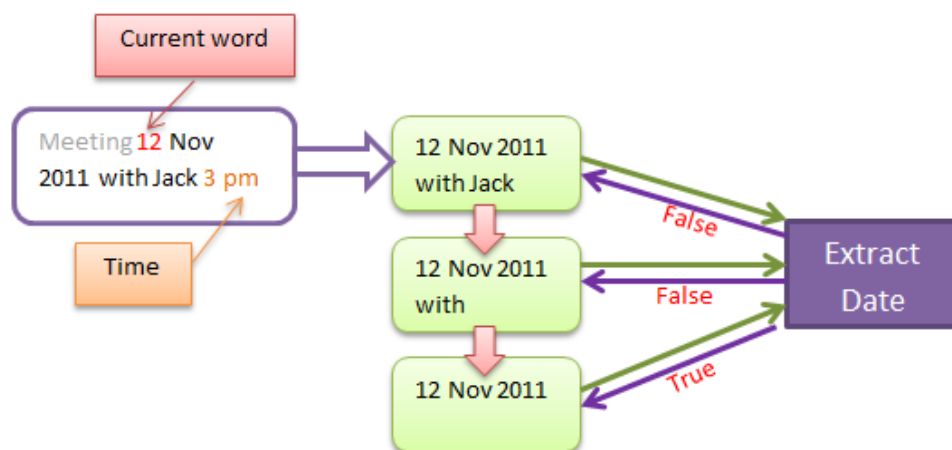 Current word
Meeting 12 Nov
2011 with Jack 3 pm
Time
12 Nov 2011
with Jack
False
12 Nov 2011
with
False
12 Nov 2011
True
Extract
Date